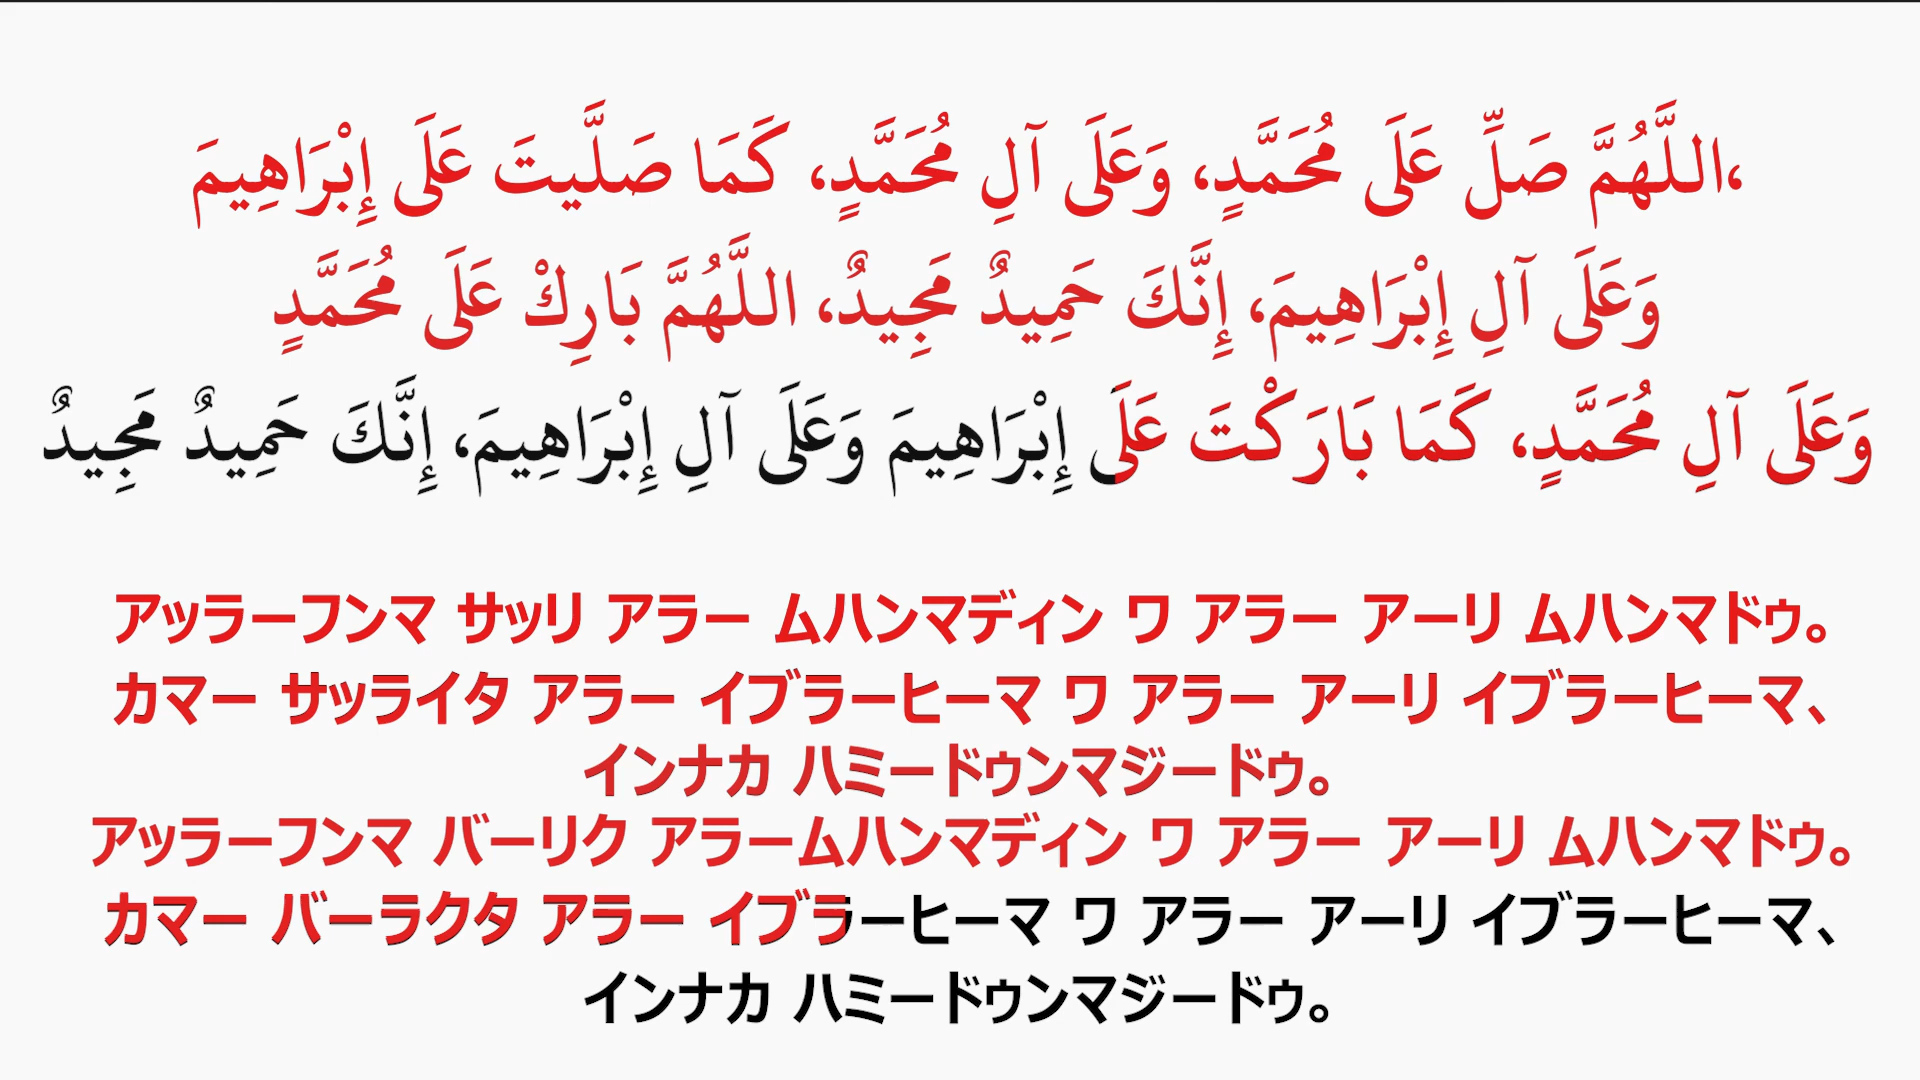 ،اللَّهُمَّ صَلِّ عَلَى مُحَمَّدٍ، وَعَلَى آلِ مُحَمَّدٍ، كَمَا صَلَّيتَ عَلَى إِبْرَاهِيمَ
وَعَلَى آلِ إِبْرَاهِيمَ، إِنَّكَ حَمِيدٌ مَجِيدٌ، اللَّهُمَّ بَارِكْ عَلَى مُحَمَّدٍ
وَعَلَى آلِ مُحَمَّدٍ، كَمَا بَارَكْتَ عَلَى إِبْرَاهِيمَ وَعَلَى آلِ إِبْرَاهِيمَ، إِنَّكَ حَمِيدٌ مَجِيدٌ
アッラーフンマ サッリ アラー ムハンマディン ワ アラー アーリ ムハンマドゥ。
カマー サッライタ アラー イブラーヒーマ ワ アラー アーリ イブラーヒーマ、
インナカ ハミードゥンマジードゥ。
アッラーフンマ バーリク アラームハンマディン ワ アラー アーリ ムハンマドゥ。
カマー バーラクタ アラー イブラーヒーマ ワ アラー アーリ イブラーヒーマ、
インナカ ハミードゥンマジードゥ。